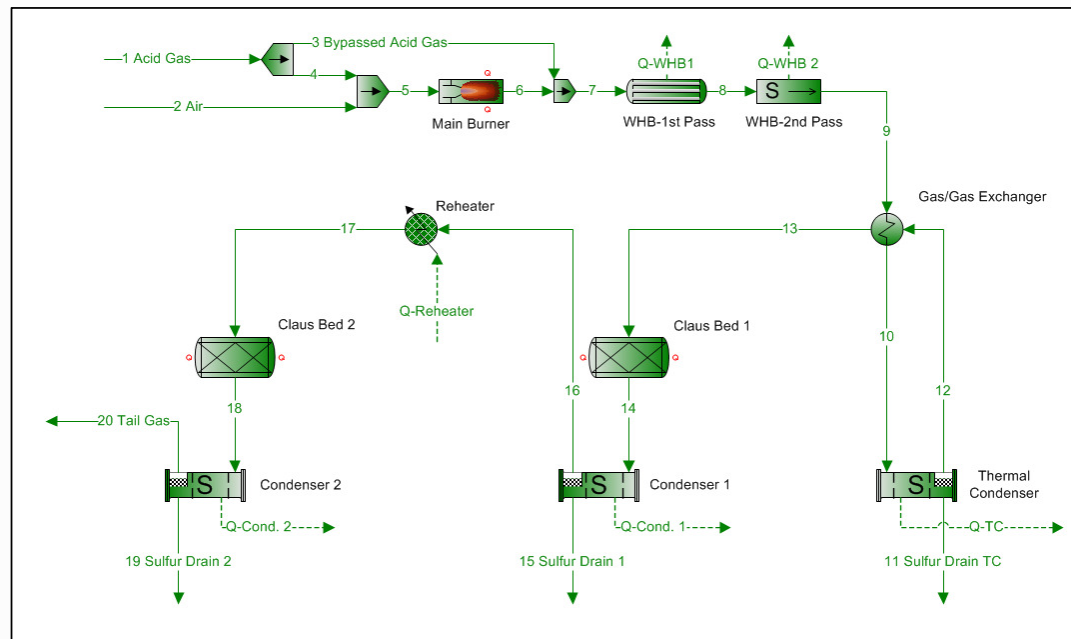 3 Bypassed Acid Gas
1 Acid Gas
Q-WHB1
Q-WHB 2
4
Q
5
6
7
8
S
2 Air
Q
Main Burner
WHB-1st Pass
WHB-2nd Pass
9
Reheater
Gas/Gas Exchanger
17
13
Q-Reheater
Claus Bed 2
Claus Bed 1
10
Q
Q
Q
Q
16
12
18
14
20 Tail Gas
S
Condenser 2
S
Condenser 1
S
Thermal
Condenser
Q-Cond. 2
Q-Cond. 1
Q-TC
19 Sulfur Drain 2
15 Sulfur Drain 1
11 Sulfur Drain TC